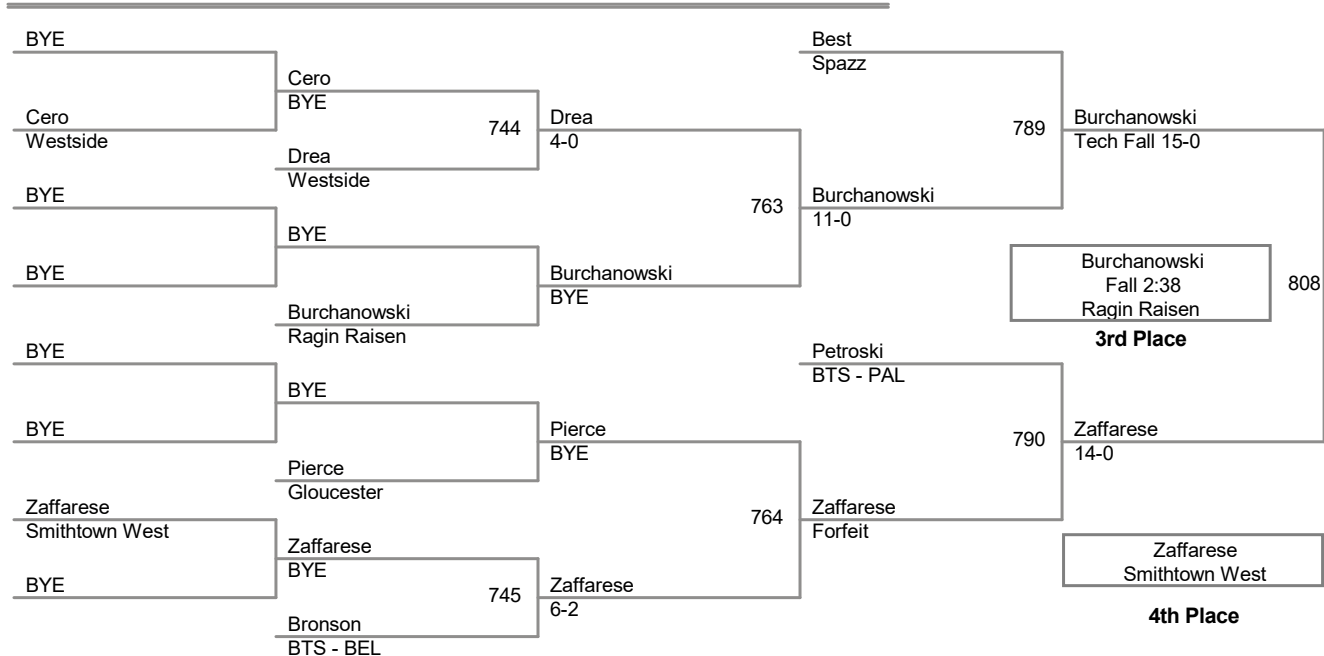 BYE
Cero
Westside
BYE
BYE
BYE
BYE
Zaffarese
Smithtown West
BYE
Cero
BYE
Drea
Westside
BYE
Burchanowski
Ragin Raisen
BYE
Pierce
Gloucester
Zaffarese
BYE
Bronson
BTS - BEL
744
745
Drea
4-0
Burchanowski
BYE
Pierce
BYE
Zaffarese
6-2
763
764
Best
Spazz
Burchanowski
11-0
Petroski
BTS - PAL
Zaffarese
Forfeit
789
790
Burchanowski
Tech Fall 15-0
Burchanowski
Fall 2:38
Ragin Raisen
3rd Place
808
Zaffarese
14-0
Zaffarese
Smithtown West
4th Place